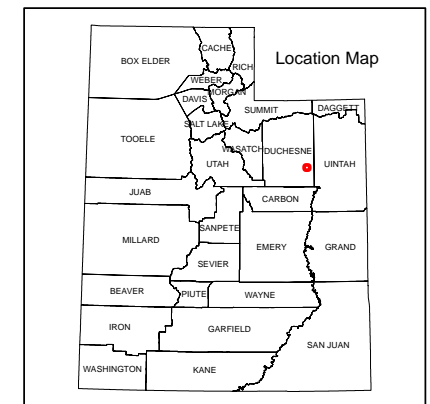 Location Map
CACHE
BOX ELDER
RICH
WEBER
MORGAN
DAVIS
SUMMIT
DAGGETT
SALT LAKE
TOOELE
WASATCH
DUCHESNE
UTAH
UINTAH
JUAB
CARBON
SANPETE
MILLARD
EMERY
GRAND
SEVIER
BEAVER
PIUTE
WAYNE
IRON
GARFIELD
SAN JUAN
WASHINGTON
KANE